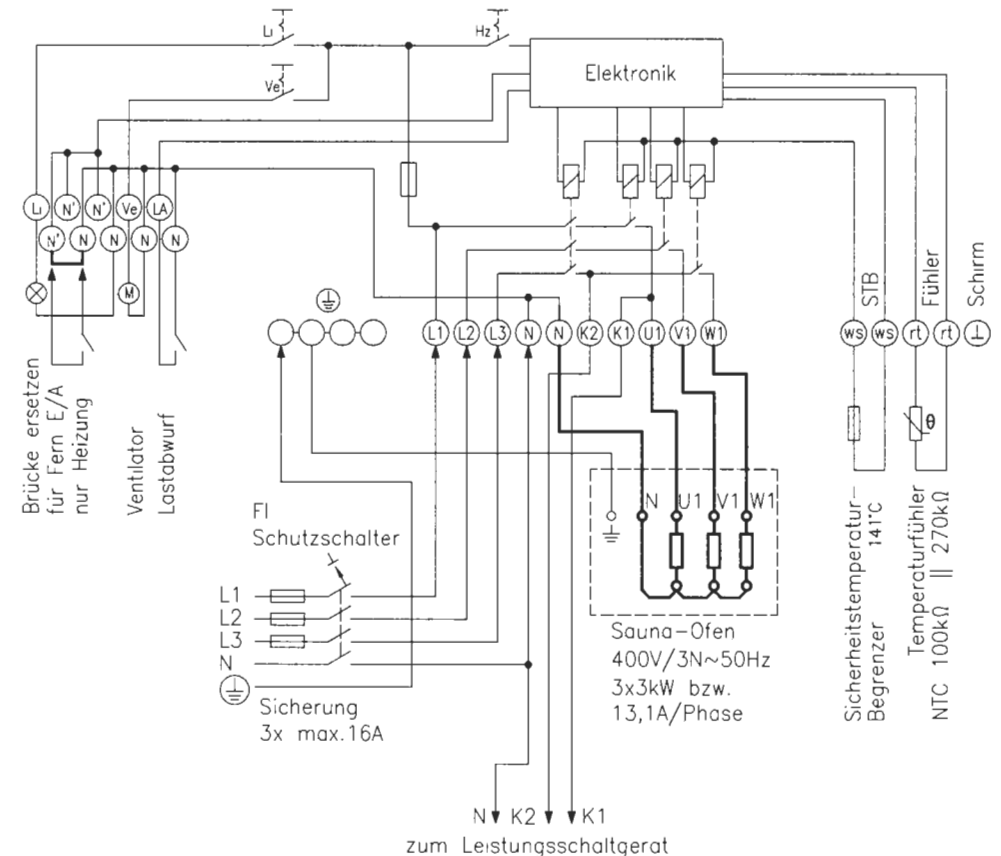 Lı
Hz
Elektronik
Ve
Lı
N'
N'
Ve
LA
N'
N
N
N
N
L1
L2
L3
N
N
K2
K1
U1
V1
W1
ws
ws
rt
rt
STB
Fühler
Schirm
M
Brücke ersetzen
für Fern E/A
nur Heizung
Ventilator
Lastabwurf
θ
FI
Schutzschalter
N
U1
V1
W1
L1
L2
L3
N
Sicherung
3x max.16A
Sauna-Ofen
400V/3N~50Hz
3x3kW bzw.
13,1A/Phase
Sicherheitstemperatur-
Begrenzer 141°C
Temperaturfühler
NTC 100kΩ || 270kΩ
N
K2
K1
zum Leistungsschaltgerat